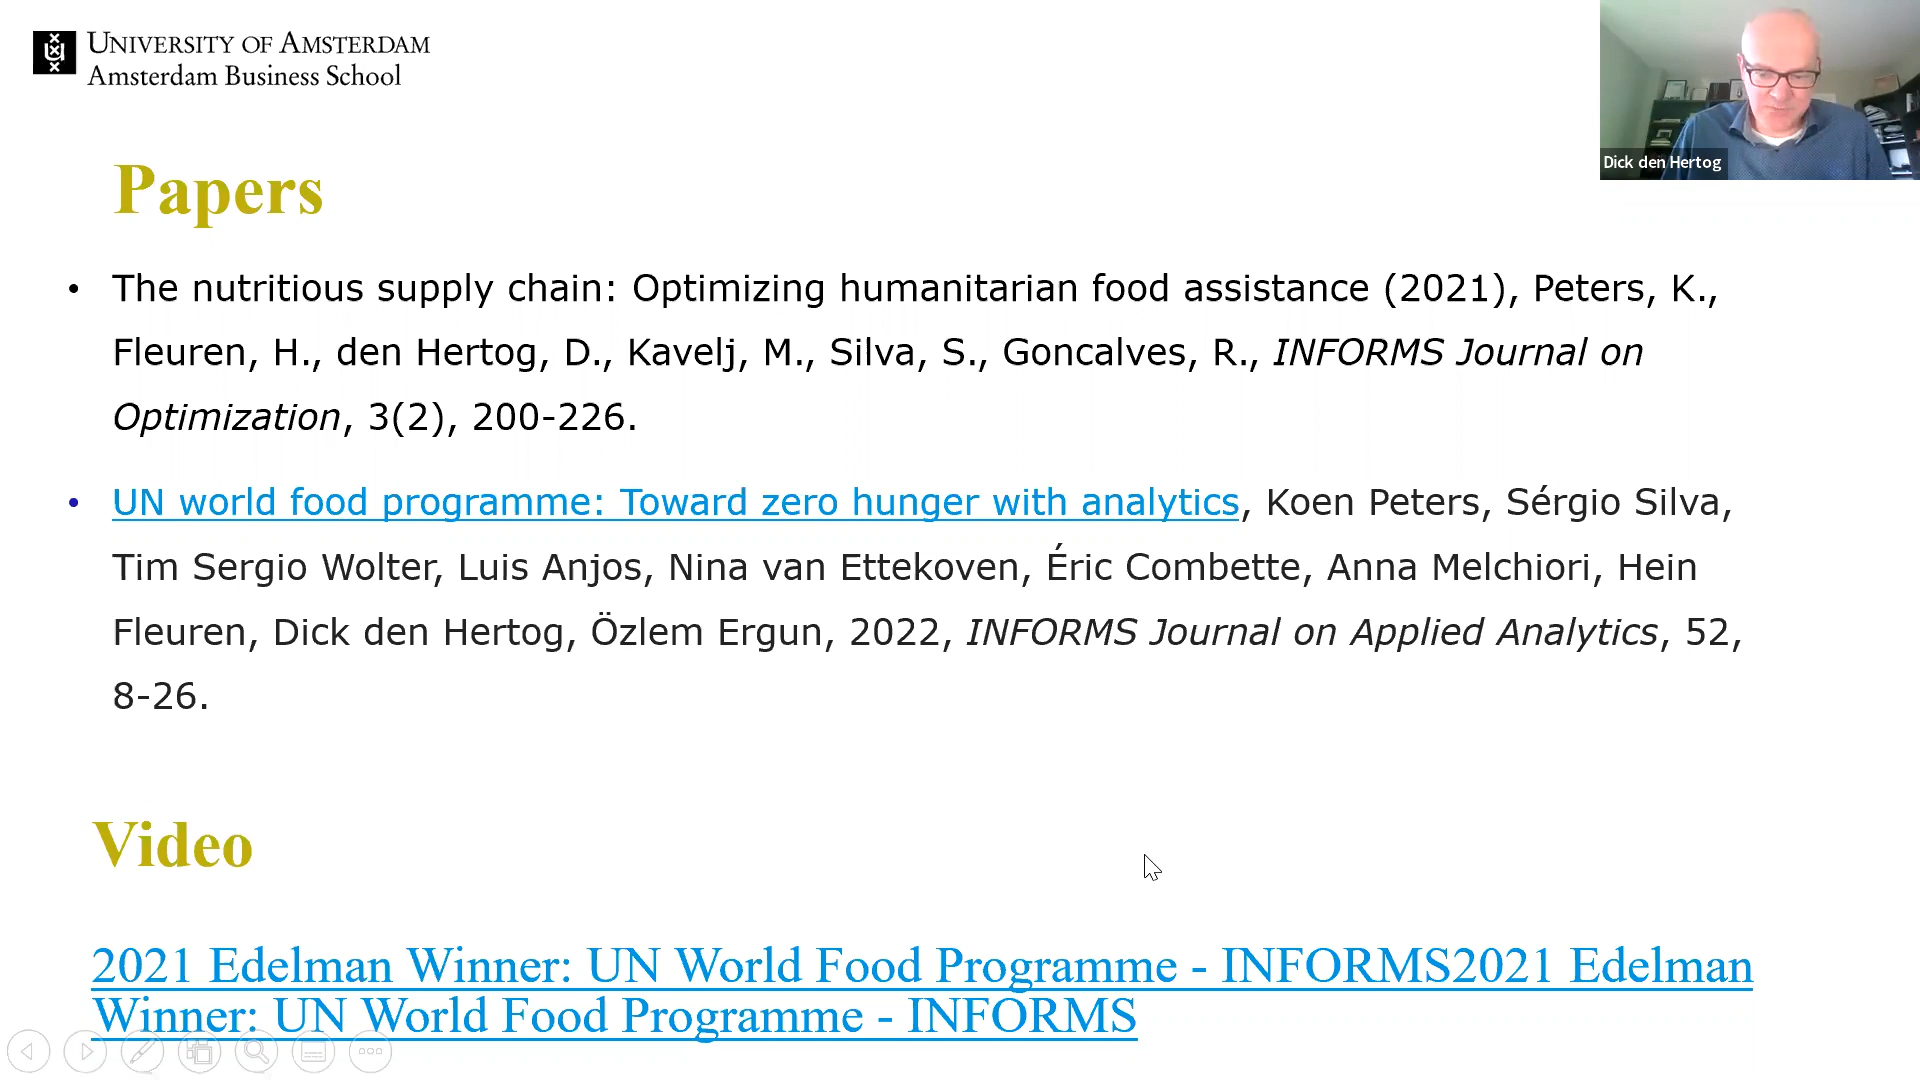 UNIVERSITY OF AMSTERDAM
Amsterdam Business School
Dick den Hertog
Papers
• The nutritious supply chain: Optimizing humanitarian food assistance (2021), Peters, K.,
Fleuren, H., den Hertog, D., Kavelj, M., Silva, S., Goncalves, R., INFORMS Journal on
Optimization, 3(2), 200-226.
• UN world food programme: Toward zero hunger with analytics, Koen Peters, Sérgio Silva,
Tim Sergio Wolter, Luis Anjos, Nina van Ettekoven, Éric Combette, Anna Melchiori, Hein
Fleuren, Dick den Hertog, Özlem Ergun, 2022, INFORMS Journal on Applied Analytics, 52,
8-26.
Video
2021 Edelman Winner: UN World Food Programme - INFORMS2021 Edelman
Winner: UN World Food Programme - INFORMS